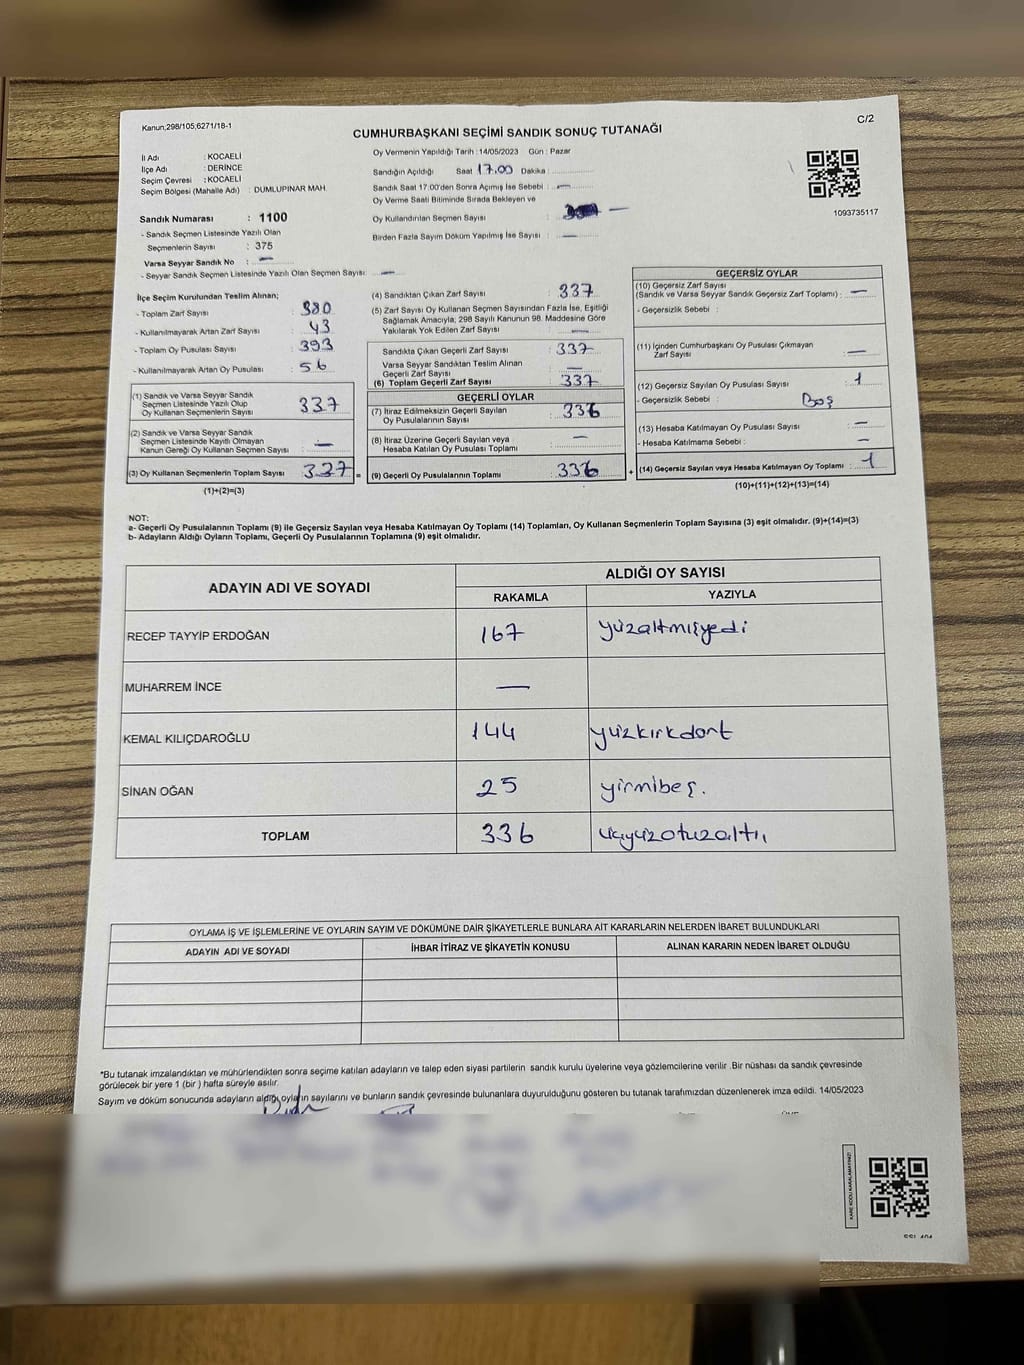 Kanun;298/105;6271/18-1
C/2
CUMHURBAŞKANI SEÇİMİ SANDIK SONUÇ TUTANAĞI
İl Adı : KOCAELİ
İlçe Adı : DERİNCE
Seçim Çevresi : KOCAELİ
Seçim Bölgesi (Mahalle Adı) : DUMLUPINAR MAH.
Sandık Numarası : 1100
- Sandık Seçmen Listesinde Yazılı Olan
Seçmenlerin Sayısı : 375
Varsa Seyyar Sandık No : —
- Seyyar Sandık Seçmen Listesinde Yazılı Olan Seçmen Sayısı: —
Oy Vermenin Yapıldığı Tarih :14/05/2023 Gün : Pazar
Sandığın Açıldığı Saat 17.00 Dakika :
Sandık Saat 17:00'den Sonra Açımış İse Sebebi : —
Oy Verme Saati Bitiminde Sırada Bekleyen ve
Oy Kullandırılan Seçmen Sayısı : —
Birden Fazla Sayım Döküm Yapılmış İse Sayısı : —
1093735117
İlçe Seçim Kurulundan Teslim Alınan;
- Toplam Zarf Sayısı : 380
- Kullanılmayarak Artan Zarf Sayısı : 43
- Toplam Oy Pusulası Sayısı : 393
- Kullanılmayarak Artan Oy Pusulası : 56
(1) Sandık ve Varsa Seyyar Sandık
Seçmen Listesinde Yazılı Olup
Oy Kullanan Seçmenlerin Sayısı : 337
(2) Sandık ve Varsa Seyyar Sandık
Seçmen Listesinde Kayıtlı Olmayan
Kanun Gereği Oy Kullanan Seçmen Sayısı : —
(3) Oy Kullanan Seçmenlerin Toplam Sayısı : 337
(1)+(2)=(3)
(4) Sandıktan Çıkan Zarf Sayısı : 337
(5) Zarf Sayısı Oy Kullanan Seçmen Sayısından Fazla İse, Eşitliği
Sağlamak Amacıyla; 298 Sayılı Kanunun 98. Maddesine Göre
Yakılarak Yok Edilen Zarf Sayısı : —
Sandıkta Çıkan Geçerli Zarf Sayısı : 337
Varsa Seyyar Sandıktan Teslim Alınan
Geçerli Zarf Sayısı : —
(6) Toplam Geçerli Zarf Sayısı : 337
GEÇERLİ OYLAR
(7) İtiraz Edilmeksizin Geçerli Sayılan
Oy Pusulalarının Sayısı : 336
(8) İtiraz Üzerine Geçerli Sayılan veya
Hesaba Katılan Oy Pusulası Toplamı : —
(9) Geçerli Oy Pusulalarının Toplamı : 336
GEÇERSİZ OYLAR
(10) Geçersiz Zarf Sayısı
(Sandık ve Varsa Seyyar Sandık Geçersiz Zarf Toplamı) : —
- Geçersizlik Sebebi :
(11) İçinden Cumhurbaşkanı Oy Pusulası Çıkmayan
Zarf Sayısı : —
(12) Geçersiz Sayılan Oy Pusulası Sayısı : 1
- Geçersizlik Sebebi : Boş
(13) Hesaba Katılmayan Oy Pusulası Sayısı : —
- Hesaba Katılmama Sebebi : —
(14) Geçersiz Sayılan veya Hesaba Katılmayan Oy Toplamı : 1
(10)+(11)+(12)+(13)=(14)
NOT:
a- Geçerli Oy Pusulalarının Toplamı (9) ile Geçersiz Sayılan veya Hesaba Katılmayan Oy Toplamı (14) Toplamları, Oy Kullanan Seçmenlerin Toplam Sayısına (3) eşit olmalıdır. (9)+(14)=(3)
b- Adayların Aldığı Oyların Toplamı, Geçerli Oy Pusulalarının Toplamına (9) eşit olmalıdır.
ADAYIN ADI VE SOYADI
ALDIĞI OY SAYISI
RAKAMLA YAZIYLA
RECEP TAYYİP ERDOĞAN 167 yüzaltmışyedi
MUHARREM İNCE —
KEMAL KILIÇDAROĞLU 144 yüzkırkdört
SİNAN OĞAN 25 yirmibeş.
TOPLAM 336 üçyüzotuzaltı
OYLAMA İŞ VE İŞLEMLERİNE VE OYLARIN SAYIM VE DÖKÜMÜNE DAİR ŞİKAYETLERLE BUNLARA AİT KARARLARIN NELERDEN İBARET BULUNDUKLARI
ADAYIN ADI VE SOYADI İHBAR İTİRAZ VE ŞİKAYETİN KONUSU ALINAN KARARIN NEDEN İBARET OLDUĞU
*Bu tutanak imzalandıktan ve mühürlendikten sonra seçime katılan adayların ve talep eden siyasi partilerin sandık kurulu üyelerine veya gözlemcilerine verilir .Bir nüshası da sandık çevresinde
görülecek bir yere 1 (bir ) hafta süreyle asılır.
Sayım ve döküm sonucunda adayların aldığı oyların sayılarını ve bunların sandık çevresinde bulunanlara duyurulduğunu gösteren bu tutanak tarafımızdan düzenlenerek imza edildi. 14/05/2023